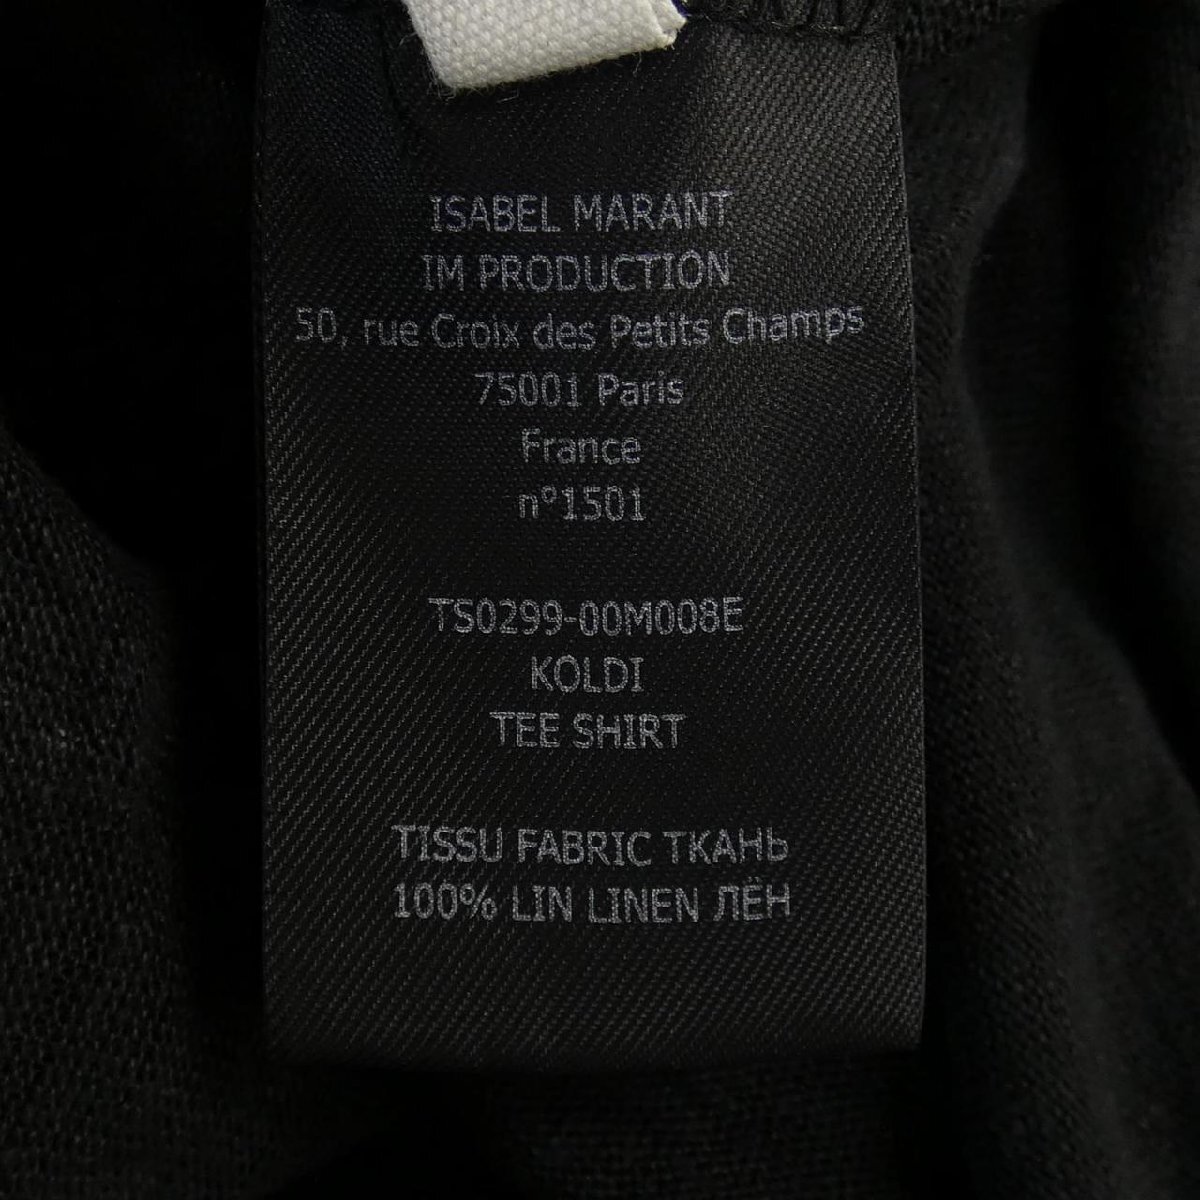 ISABEL MARANT
IM PRODUCTION
50, rue Croix des Petits Champs
75001 Paris
France
n°1501
TS0299-00M008E
KOLDI
TEE SHIRT
TISSU FABRIC ТКАНЬ
100% LIN LINEN ЛЁН